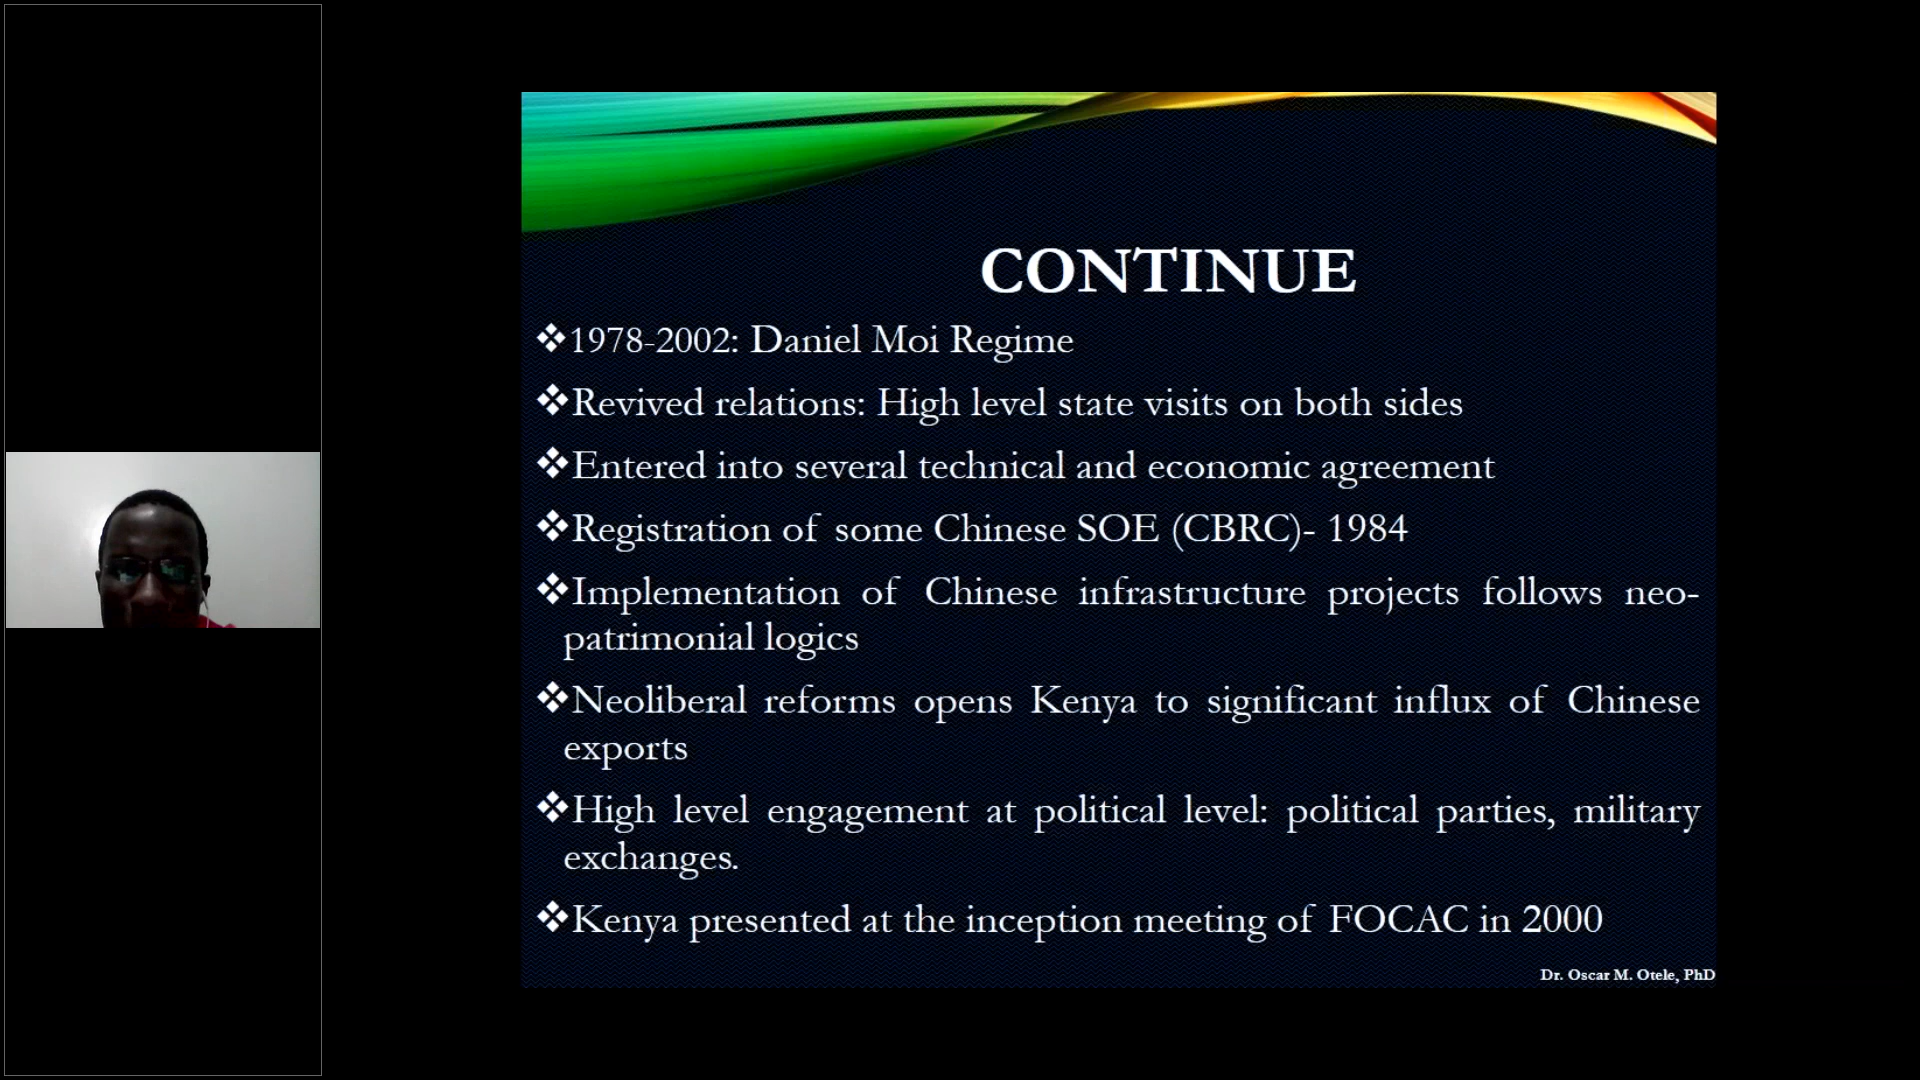 CONTINUE
❖1978-2002: Daniel Moi Regime
❖Revived relations: High level state visits on both sides
❖Entered into several technical and economic agreement
❖Registration of some Chinese SOE (CBRC)- 1984
❖Implementation of Chinese infrastructure projects follows neo-
patrimonial logics
❖Neoliberal reforms opens Kenya to significant influx of Chinese
exports
❖High level engagement at political level: political parties, military
exchanges.
❖Kenya presented at the inception meeting of FOCAC in 2000
Dr. Oscar M. Otele, PhD